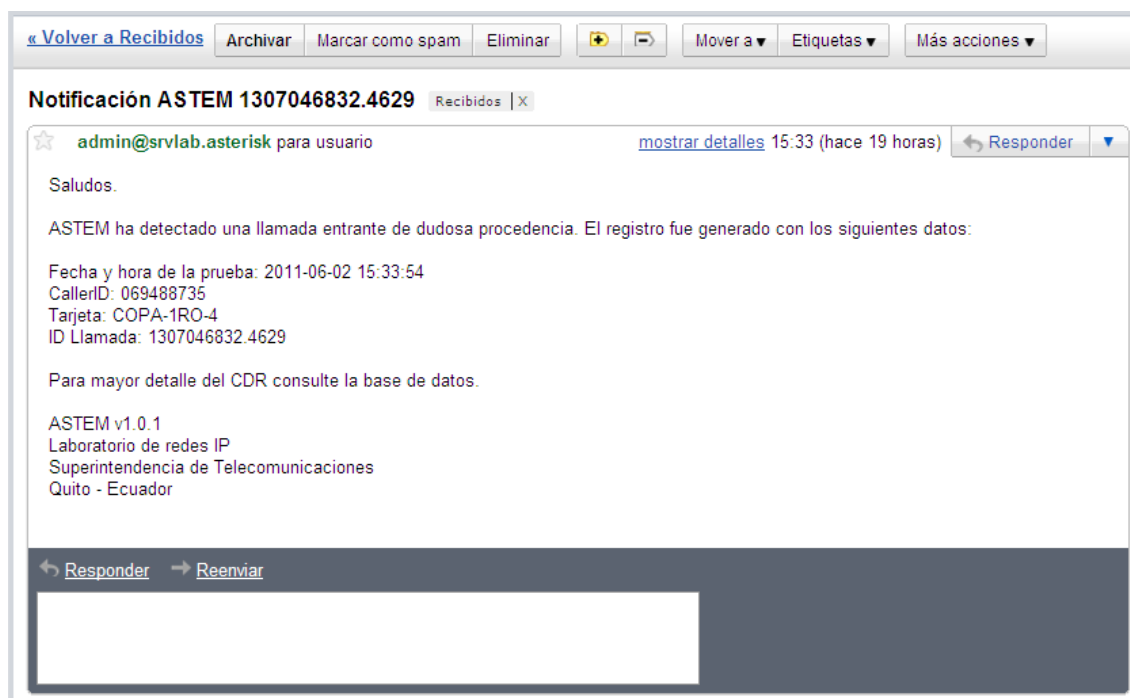 « Volver a Recibidos Archivar Marcar como spam Eliminar Mover a ▾ Etiquetas ▾ Más acciones ▾
Notificación ASTEM 1307046832.4629 Recibidos | X
admin@srvlab.asterisk para usuario mostrar detalles 15:33 (hace 19 horas) Responder ▾
Saludos.
ASTEM ha detectado una llamada entrante de dudosa procedencia. El registro fue generado con los siguientes datos:
Fecha y hora de la prueba: 2011-06-02 15:33:54
CallerID: 069488735
Tarjeta: COPA-1RO-4
ID Llamada: 1307046832.4629
Para mayor detalle del CDR consulte la base de datos.
ASTEM v1.0.1
Laboratorio de redes IP
Superintendencia de Telecomunicaciones
Quito - Ecuador
Responder Reenviar